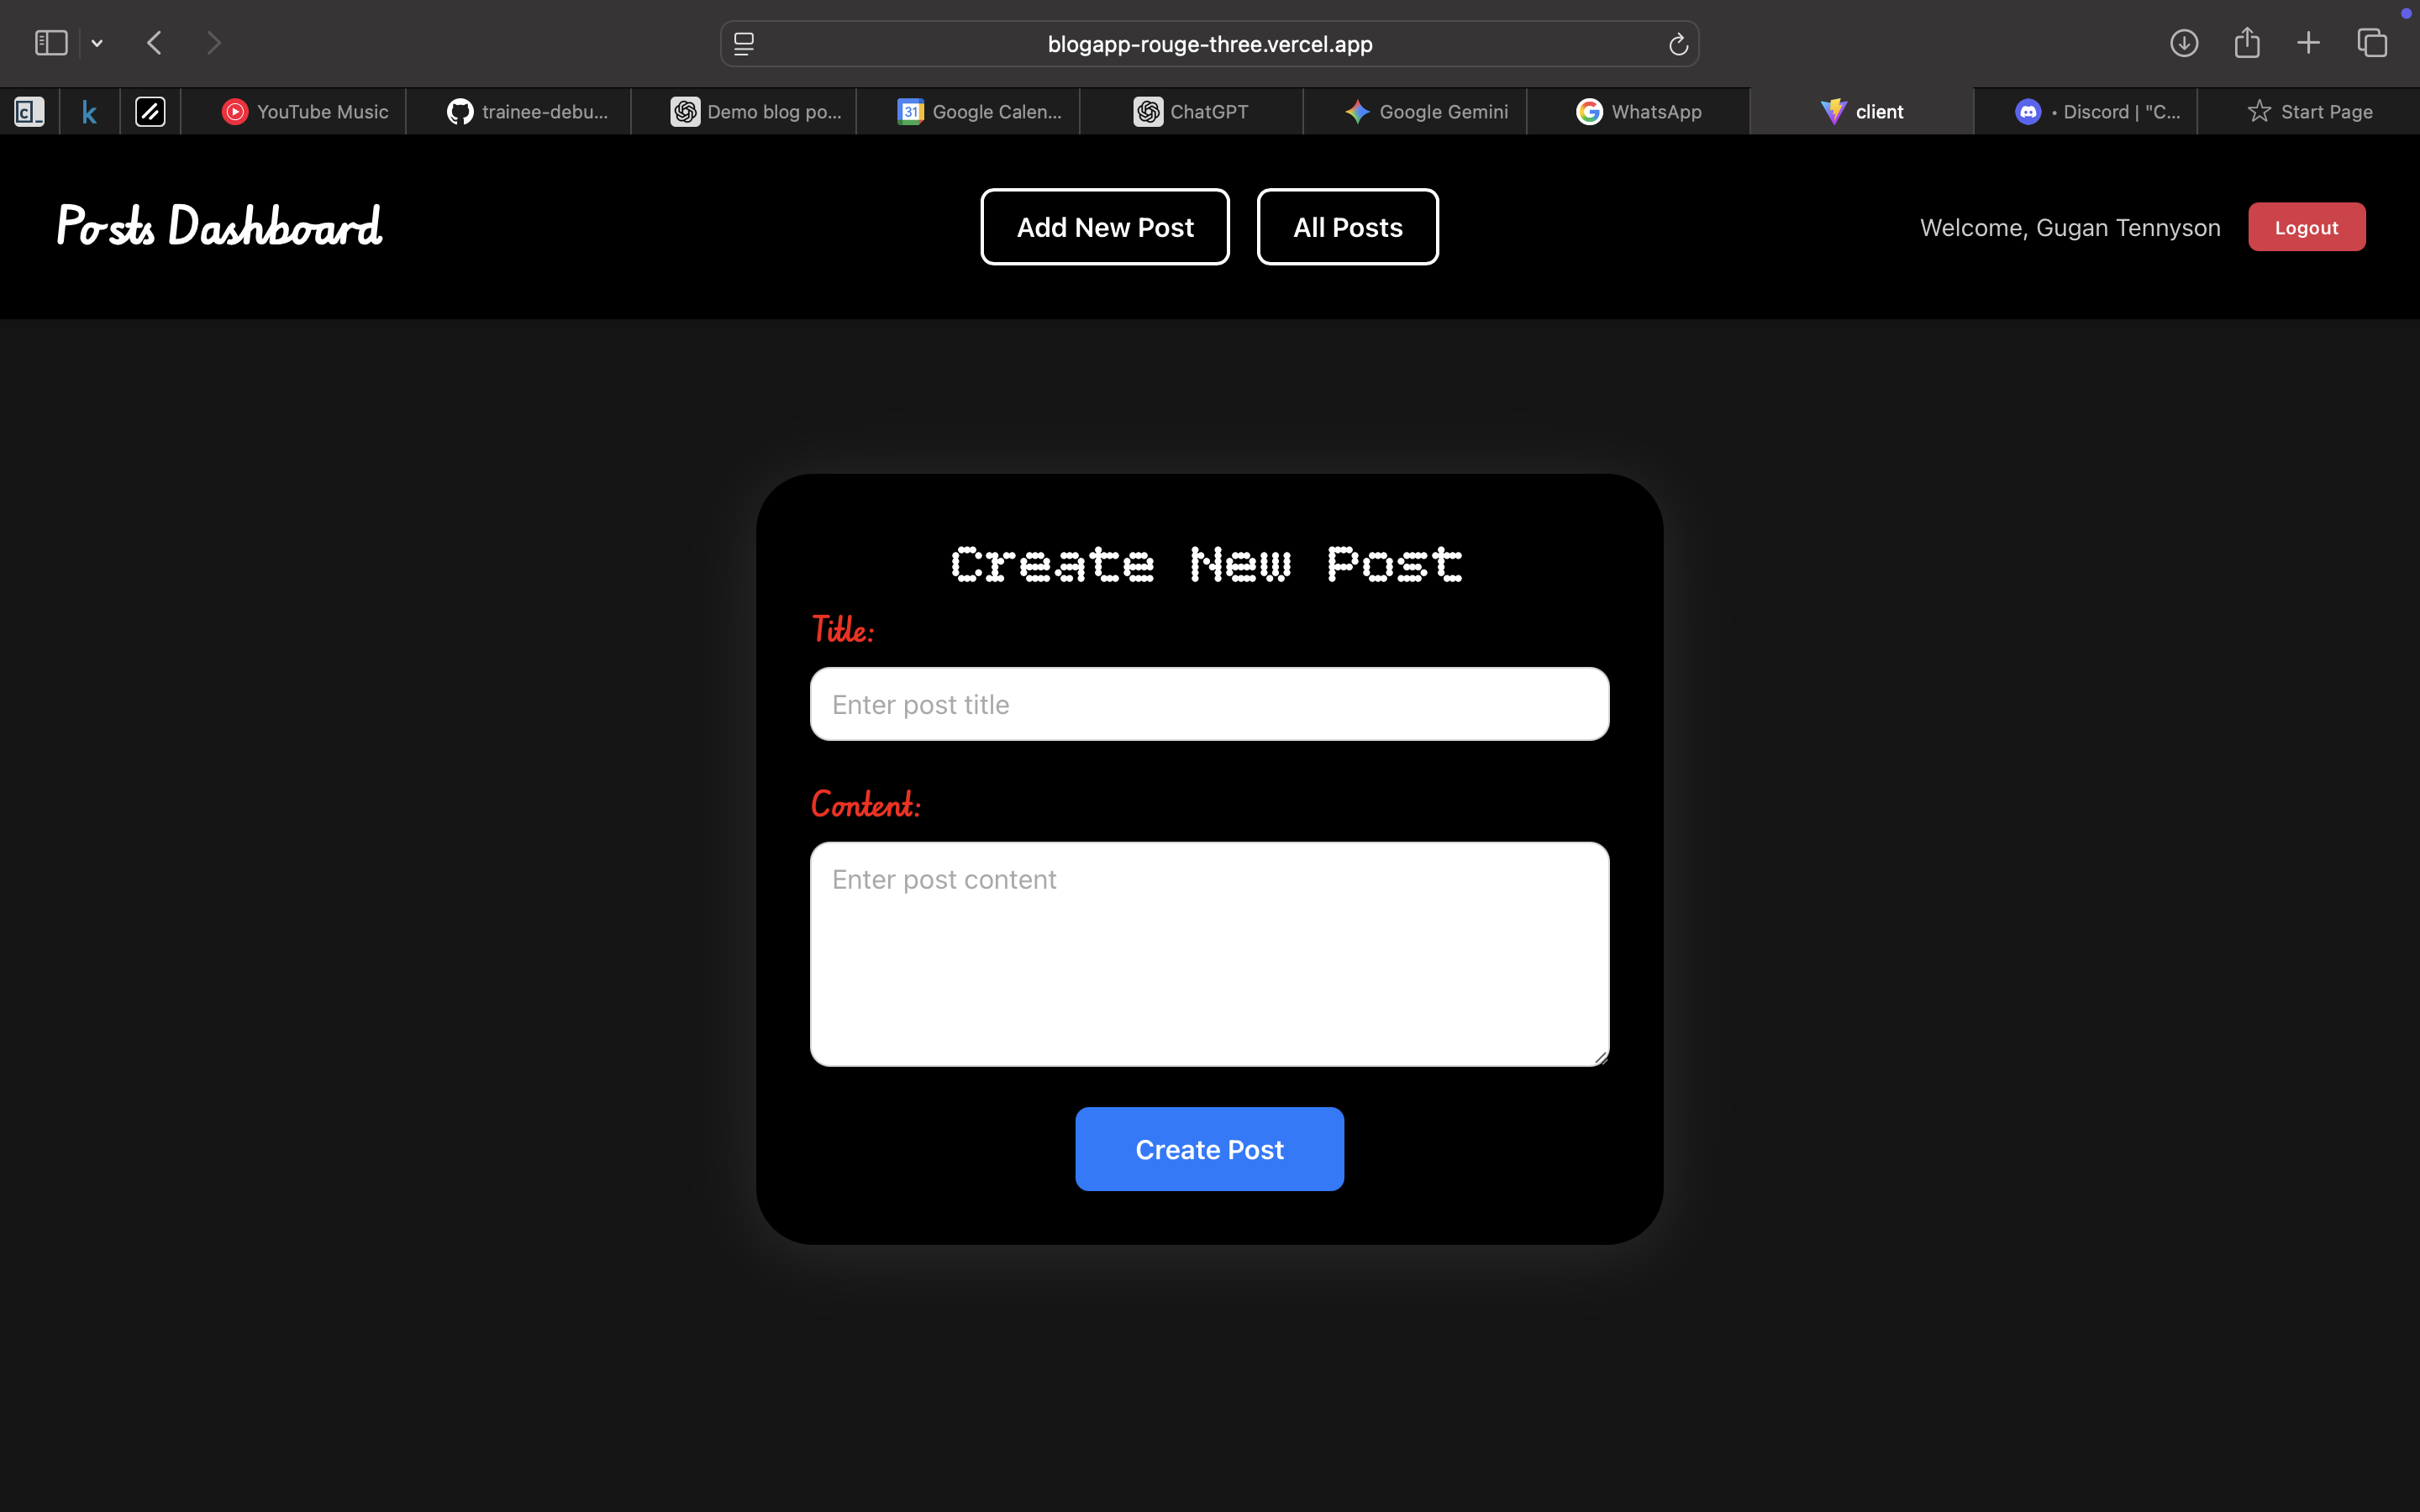 blogapp-rouge-three.vercel.app
YouTube Music
trainee-debu...
Demo blog po...
Google Calen...
ChatGPT
Google Gemini
WhatsApp
client
• Discord | "C...
Start Page
Posts Dashboard
Add New Post
All Posts
Welcome, Gugan Tennyson
Logout
Create New Post
Title:
Enter post title
Content:
Enter post content
Create Post